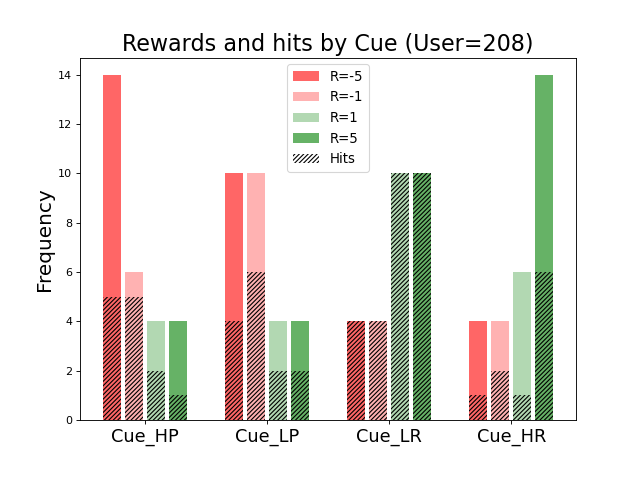 Rewards and hits by Cue (User=208)
R=-5
R=-1
R=1
R=5
Hits
Frequency
14
12
10
8
6
4
2
0
Cue_HP
Cue_LP
Cue_LR
Cue_HR